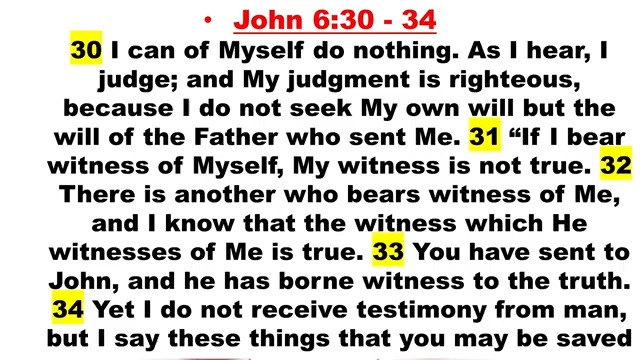 • John 6:30 - 34
30 I can of Myself do nothing. As I hear, I
judge; and My judgment is righteous,
because I do not seek My own will but the
will of the Father who sent Me. 31 “If I bear
witness of Myself, My witness is not true. 32
There is another who bears witness of Me,
and I know that the witness which He
witnesses of Me is true. 33 You have sent to
John, and he has borne witness to the truth.
34 Yet I do not receive testimony from man,
but I say these things that you may be saved